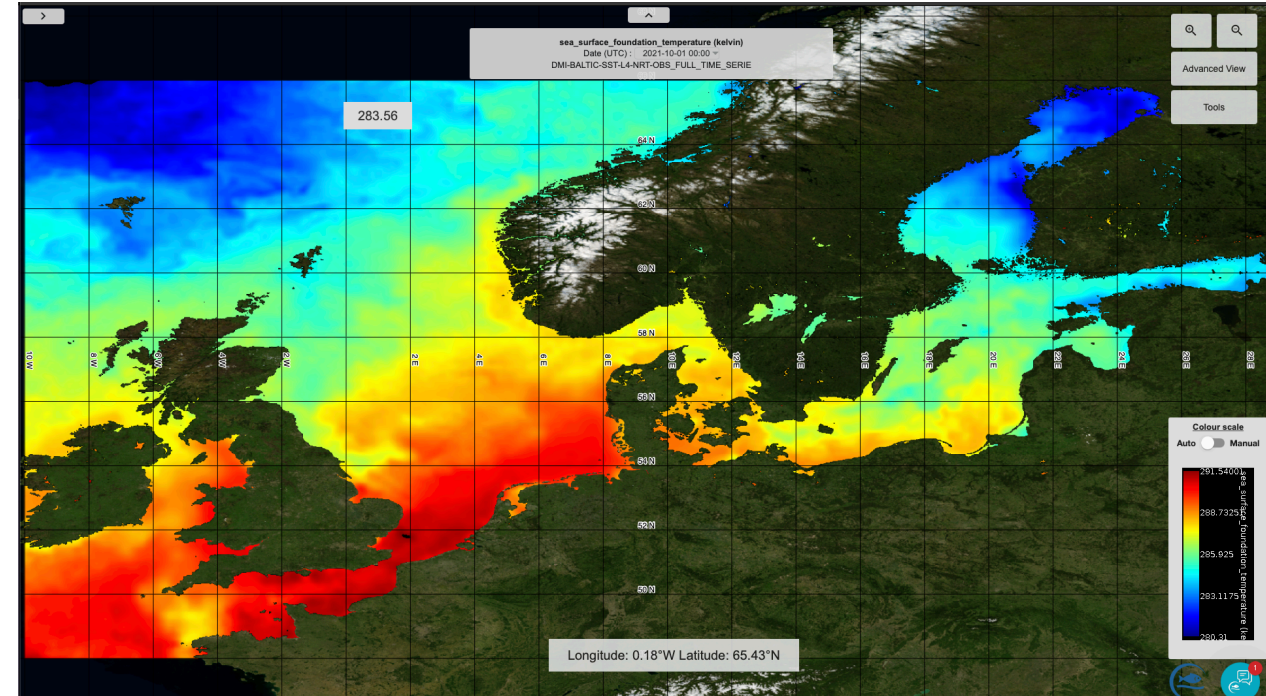 sea_surface_foundation_temperature (kelvin)
Date (UTC) : 2021-10-01 00:00
DMI-BALTIC-SST-L4-NRT-OBS_FULL_TIME_SERIE
Advanced View
Tools
283.56
64 N
62 N
60 N
58 N
10 W
8 W
6 W
4 W
2 W
2 E
4 E
6 E
8 E
10 E
12 E
14 E
16 E
18 E
20 E
22 E
24 E
26 E
28 E
56 N
54 N
52 N
50 N
Colour scale
Auto Manual
291.54001
288.7325
285.925
283.1175
280.31
sea_surface_foundation_temperature (ke
Longitude: 0.18°W Latitude: 65.43°N
1